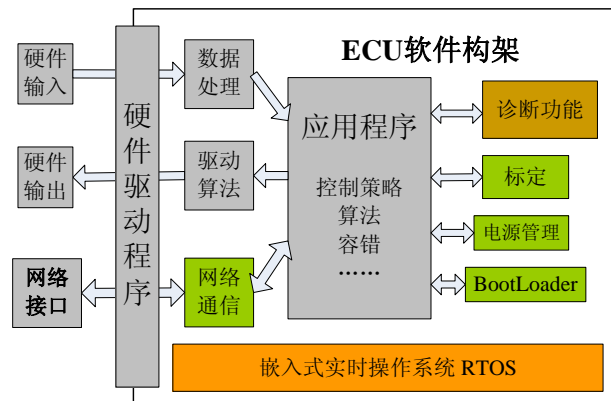 ECU软件构架
硬件
输入
硬件
输出
网络
接口
硬件驱动程序
数据
处理
驱动
算法
网络
通信
应用程序
控制策略
算法
容错
……
诊断功能
标定
电源管理
BootLoader
嵌入式实时操作系统 RTOS